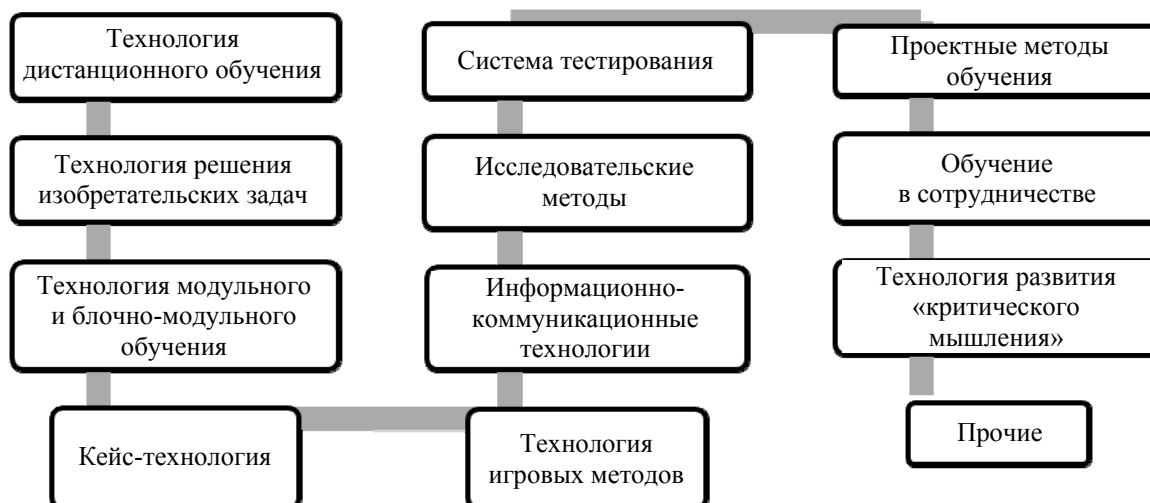 Технология
дистанционного обучения
Технология решения
изобретательских задач
Технология модульного
и блочно-модульного
обучения
Кейс-технология
Технология
игровых методов
Информационно-
коммуникационные
технологии
Исследовательские
методы
Система тестирования
Проектные методы
обучения
Обучение
в сотрудничестве
Технология развития
«критического
мышления»
Прочие